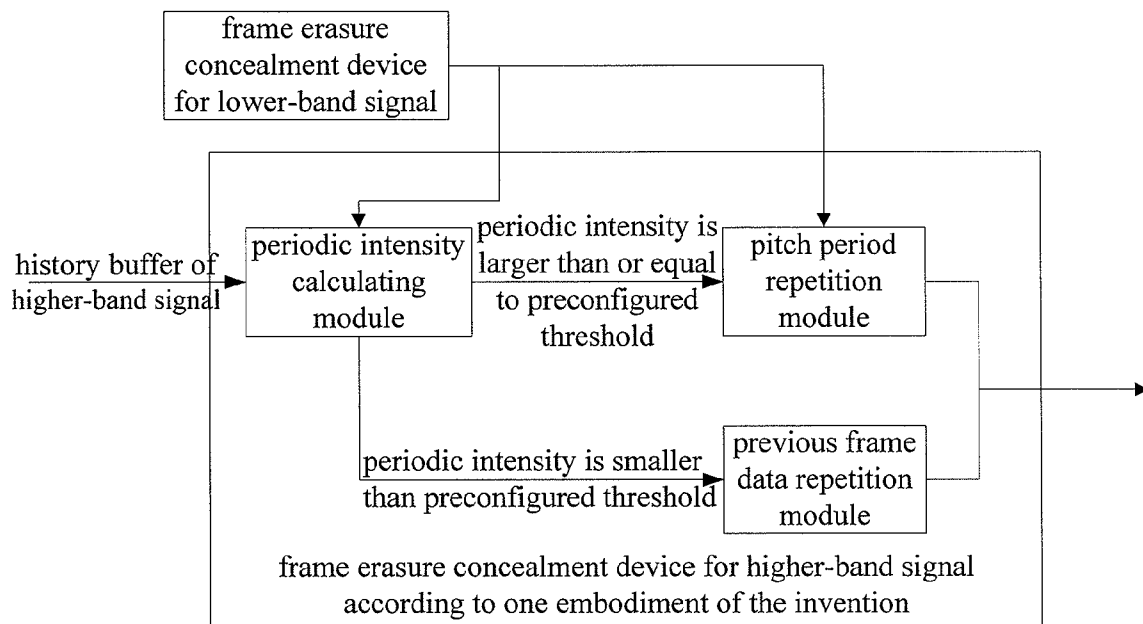 frame erasure
concealment device
for lower-band signal
history buffer of
higher-band signal
periodic intensity
calculating
module
periodic intensity is
larger than or equal
to preconfigured
threshold
pitch period
repetition
module
periodic intensity is smaller
than preconfigured threshold
previous frame
data repetition
module
frame erasure concealment device for higher-band signal
according to one embodiment of the invention